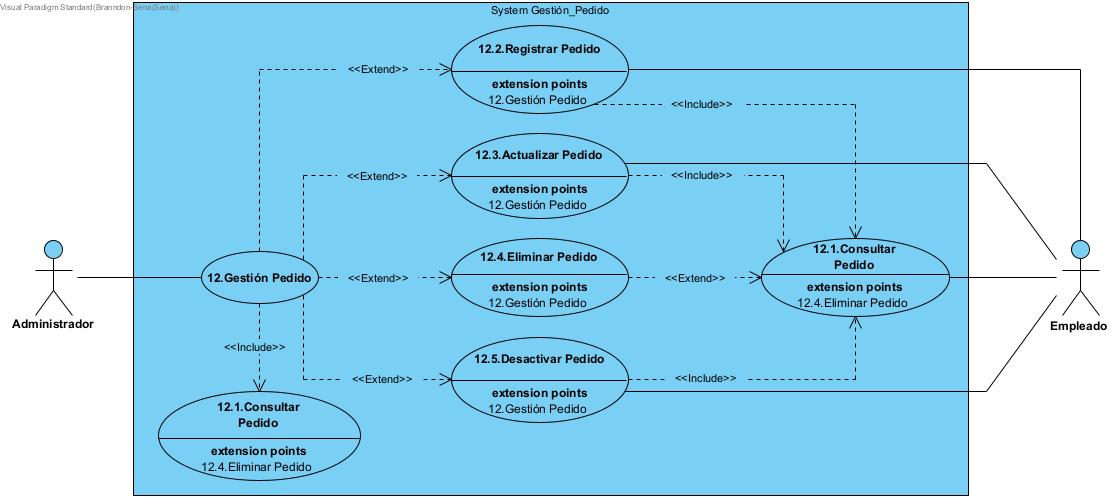 Visual Paradigm Standard(Branndon-Sena(Sena))
System Gestión_Pedido
12.2.Registrar Pedido
<<Extend>>
extension points
12.Gestión Pedido
<<Include>>
12.3.Actualizar Pedido
<<Extend>>
<<Include>>
extension points
12.Gestión Pedido
12.4.Eliminar Pedido
12.1.Consultar
Pedido
12.Gestión Pedido
<<Extend>>
<<Extend>>
extension points
12.Gestión Pedido
extension points
12.4.Eliminar Pedido
Administrador
Empleado
<<Include>>
12.5.Desactivar Pedido
<<Extend>>
<<Include>>
extension points
12.Gestión Pedido
12.1.Consultar
Pedido
extension points
12.4.Eliminar Pedido